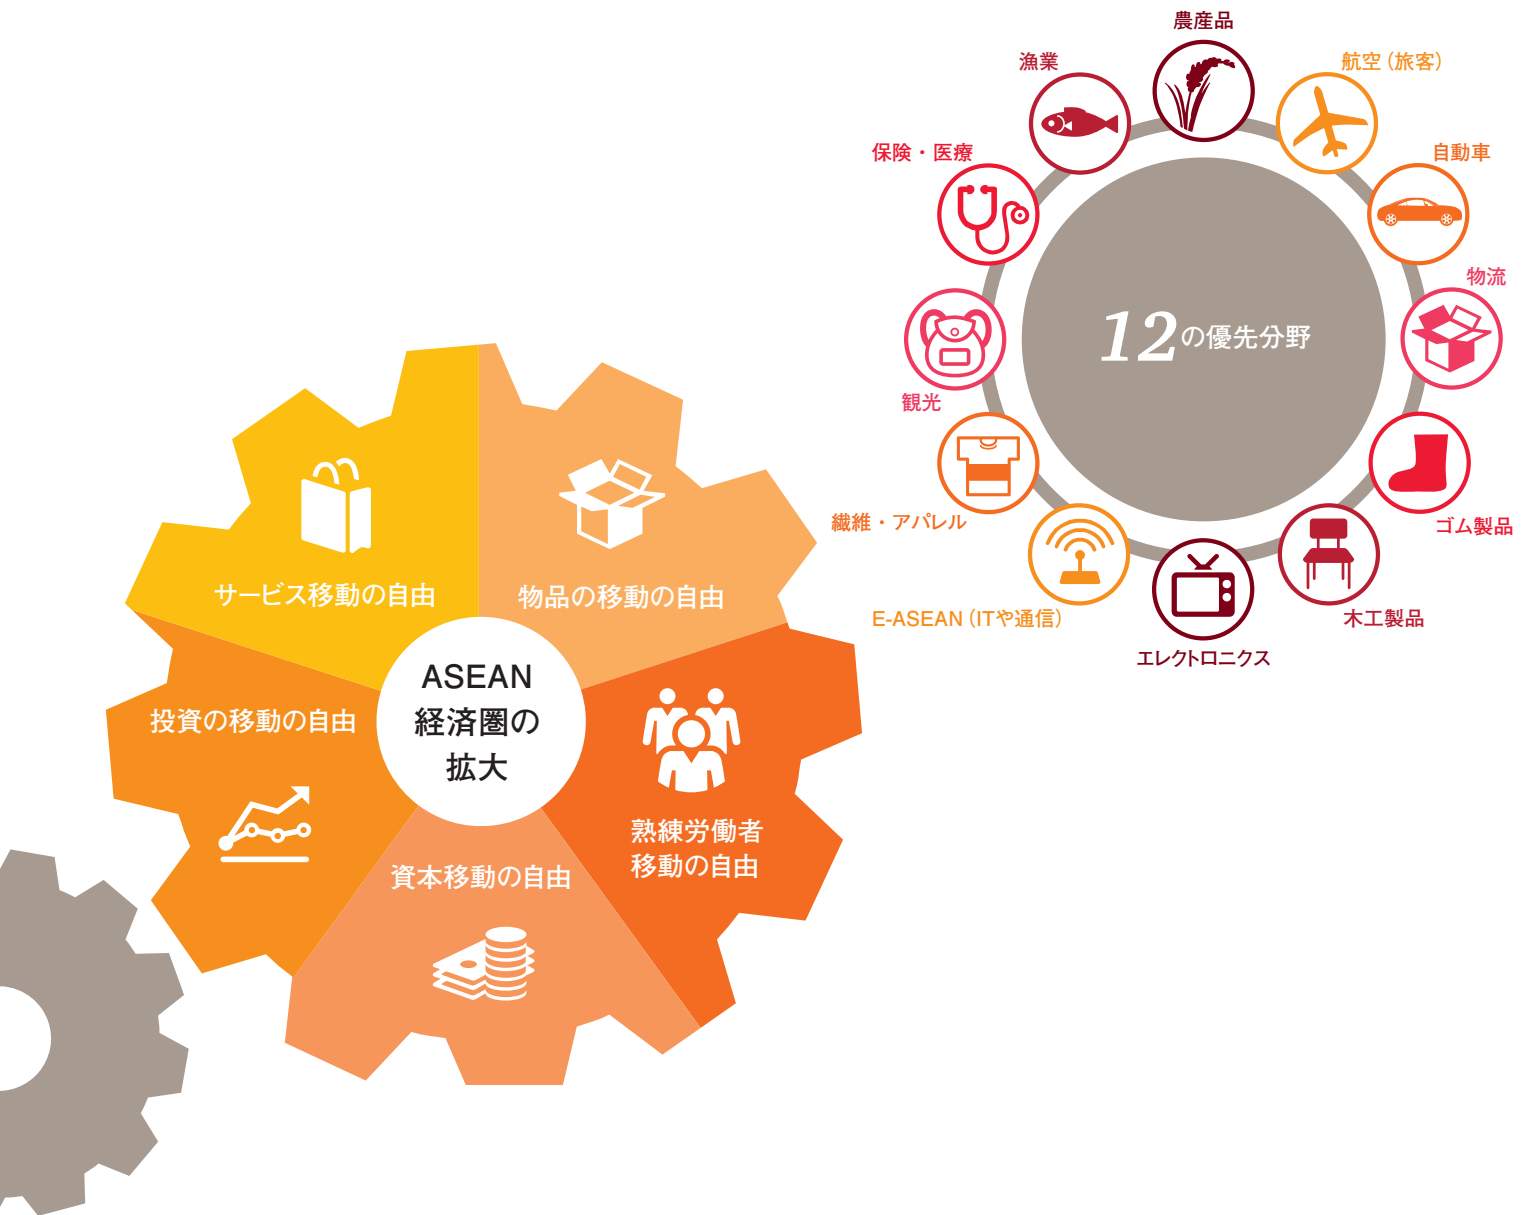 農産品
漁業
航空（旅客）
保険・医療
自動車
物流
12の優先分野
観光
繊維・アパレル
ゴム製品
E-ASEAN（ITや通信）
木工製品
エレクトロニクス
サービス移動の自由
物品の移動の自由
ASEAN
経済圏の
拡大
投資の移動の自由
熟練労働者
移動の自由
資本移動の自由